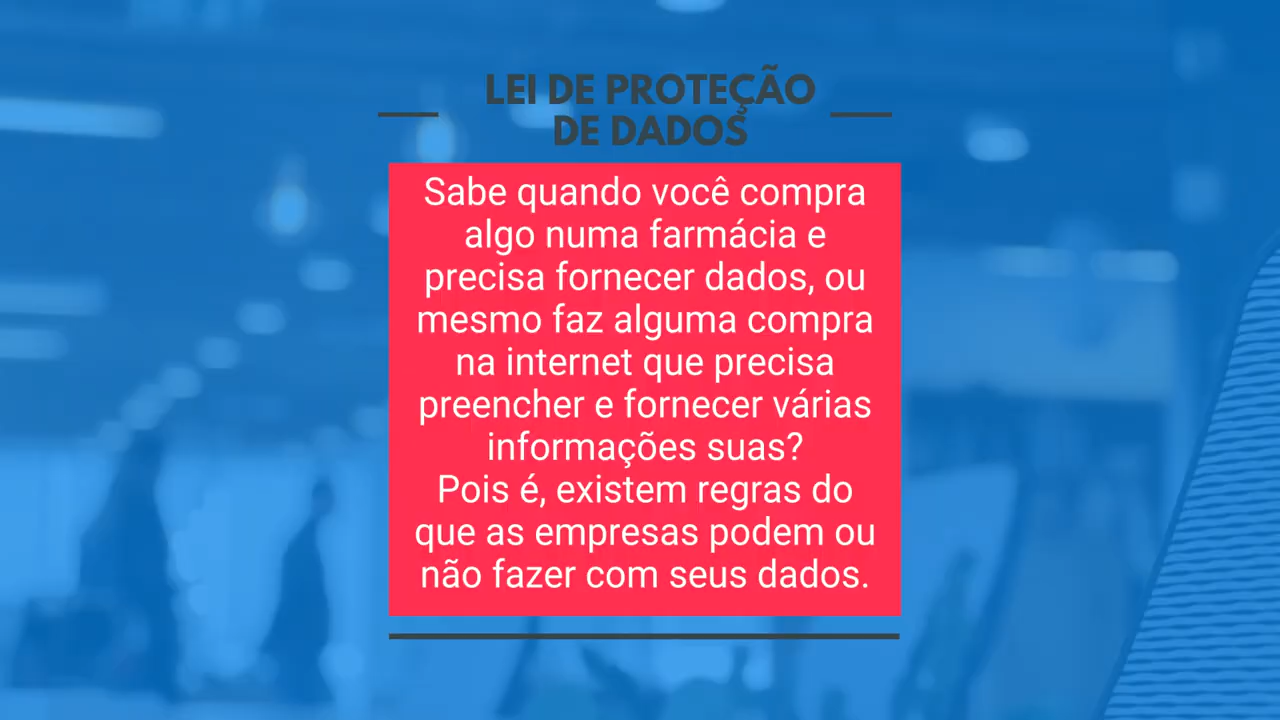 LEI DE PROTEÇÃO
DE DADOS
Sabe quando você compra
algo numa farmácia e
precisa fornecer dados, ou
mesmo faz alguma compra
na internet que precisa
preencher e fornecer várias
informações suas?
Pois é, existem regras do
que as empresas podem ou
não fazer com seus dados.